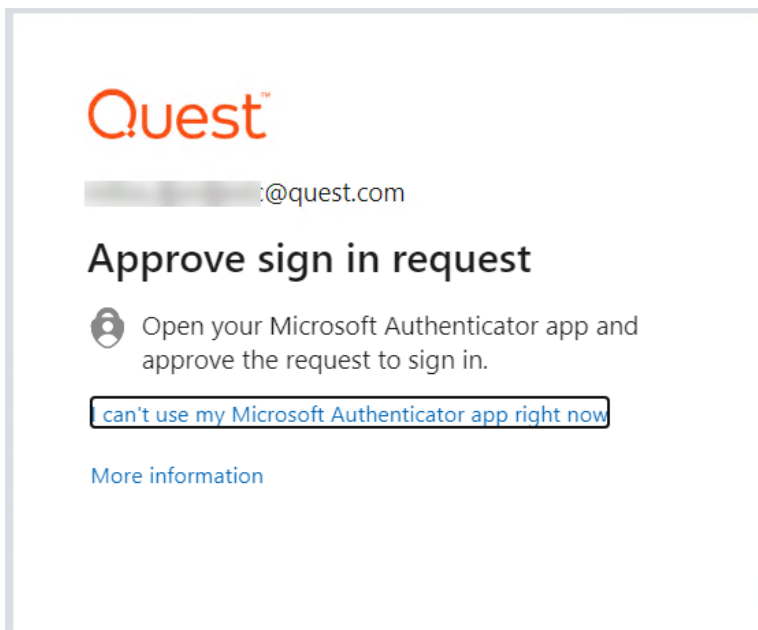 Quest™
:@quest.com
Approve sign in request
Open your Microsoft Authenticator app and
approve the request to sign in.
I can't use my Microsoft Authenticator app right now
More information